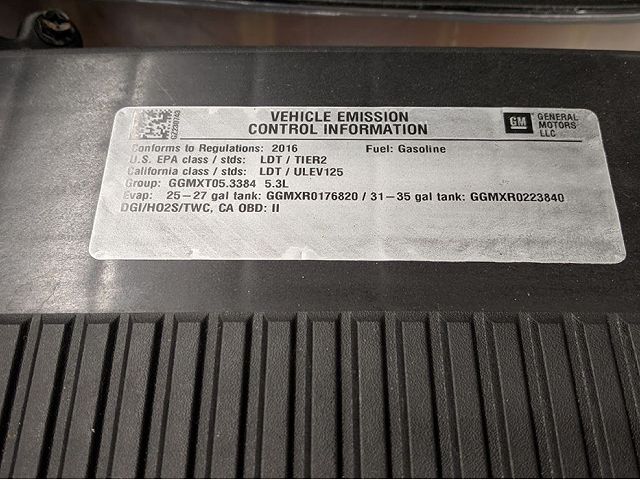 VEHICLE EMISSION
CONTROL INFORMATION
GM
GENERAL
MOTORS
LLC
Conforms to Regulations: 2016 Fuel: Gasoline
U.S. EPA class / stds: LDT / TIER2
California class / stds: LDT / ULEV125
Group: GGMXT05.3384 5.3L
Evap: 25–27 gal tank: GGMXR0176820 / 31–35 gal tank: GGMXR0223840
DGI/HO2S/TWC, CA OBD: II